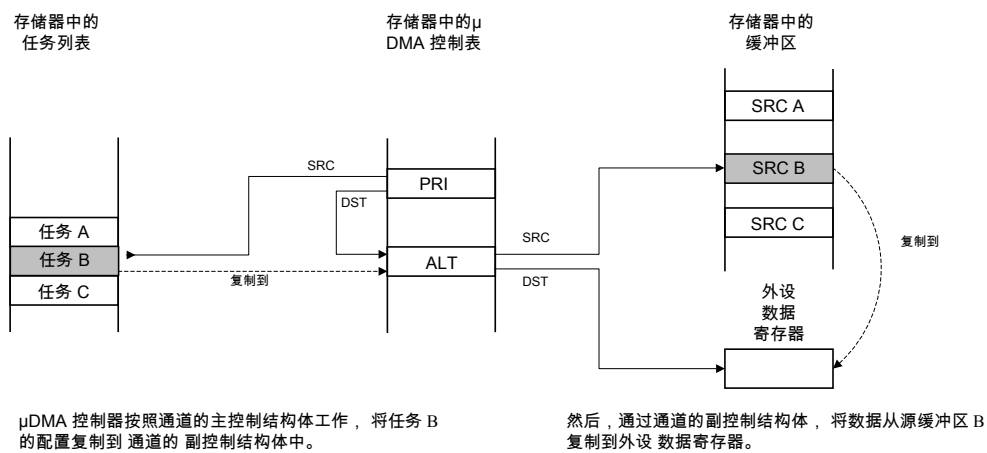 存储器中的
任务列表
存储器中的μ
DMA 控制表
存储器中的
缓冲区
SRC A
SRC B
SRC C
SRC
PRI
DST
任务 A
任务 B
任务 C
复制到
ALT
SRC
DST
复制到
外设
数据
寄存器
μDMA 控制器按照通道的主控制结构体工作， 将任务 B
的配置复制到 通道的 副控制结构体中。
然后，通过通道的副控制结构体， 将数据从源缓冲区 B
复制到外设 数据寄存器。